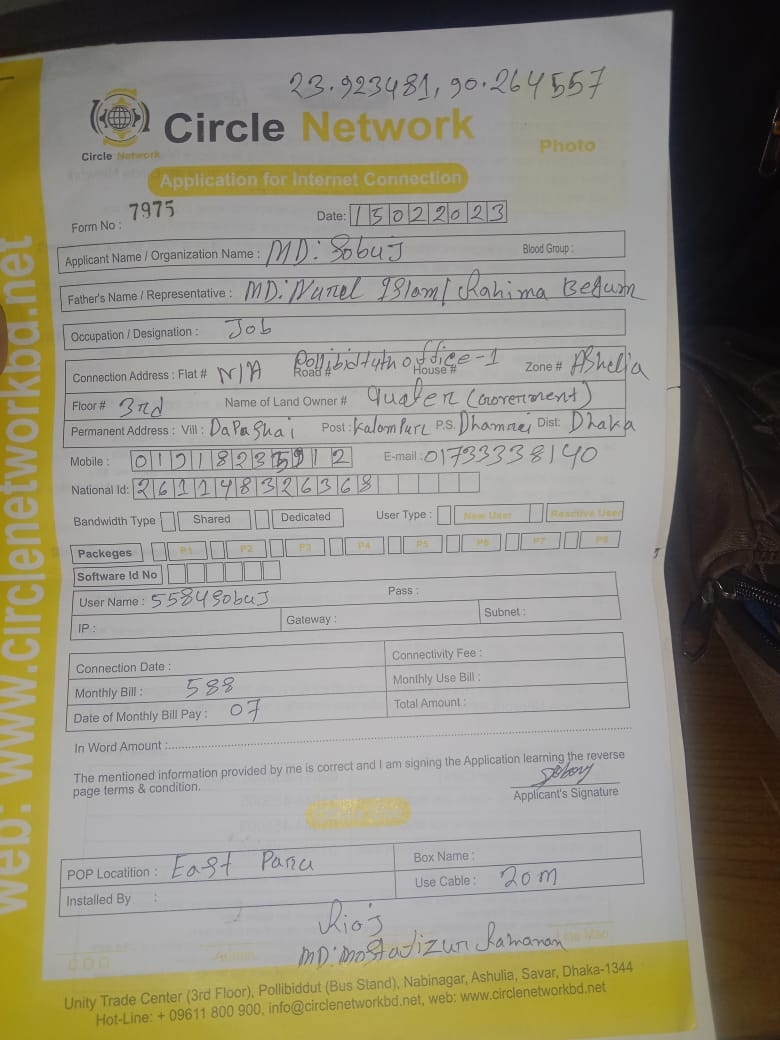 23.923481, 90.264557
Circle Network
Circle Network
Photo
Application for Internet Connection
Form No : 7975
Date: 15022023
Applicant Name / Organization Name : MD: Sobuj Blood Group :
Father's Name / Representative : MD: Nurel Islam / Rahima Begum
Occupation / Designation : Job
Connection Address : Flat # N/A Road # House # office-1 Zone # AShelia
Floor # 3rd Name of Land Owner # Quater (Government)
Permanent Address : Vill : DaPaShai Post : KalamPure P.S. Dhamrai Dist: Dhaka
Mobile : E-mail : 01733338140
National Id: 261148326368
Bandwidth Type Shared Dedicated User Type : New User Reactive User
Packeges P1 P2 P3 P4 P5 P6 P7 P8
Software Id No
User Name : 5584Sobuj Pass :
IP : Gateway : Subnet :
Connection Date : Connectivity Fee :
Monthly Bill : 588 Monthly Use Bill :
Date of Monthly Bill Pay : 07 Total Amount :
In Word Amount :
The mentioned information provided by me is correct and I am signing the Application learning the reverse
page terms & condition.
Applicant's Signature
POP Locatition : East Para Box Name :
Installed By : Use Cable : 20m
Rioj
MD: Mostafizur Ramanan
C.O.O
Unity Trade Center (3rd Floor), Pollibiddut (Bus Stand), Nabinagar, Ashulia, Savar, Dhaka-1344
Hot-Line: + 09611 800 900, info@circlenetworkbd.net, web: www.circlenetworkbd.net
web: www.circlenetworkbd.net